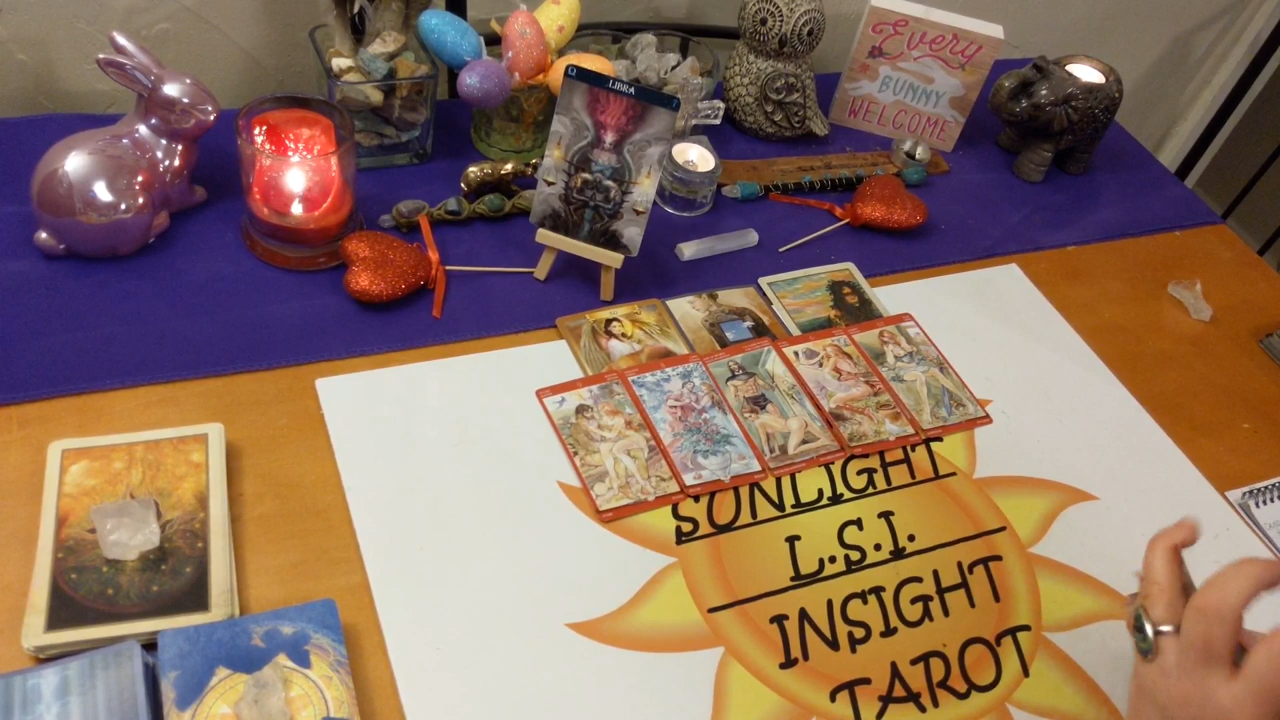 LIBRA
Every
BUNNY
WELCOME
SUNLIGHT
L.S.I.
INSIGHT
TAROT